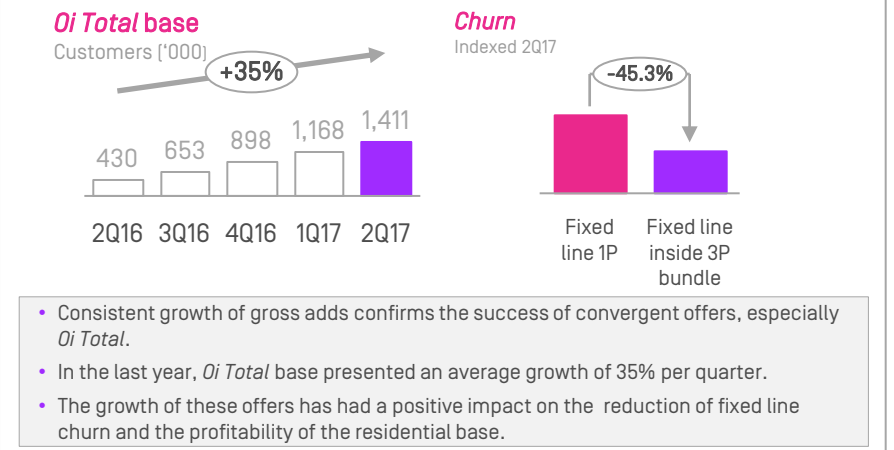 Oi Total base
Customers ['000]
+35%
430
653
898
1,168
1,411
2Q16 3Q16 4Q16 1Q17 2Q17
Churn
Indexed 2Q17
-45.3%
Fixed
line 1P
Fixed line
inside 3P
bundle
• Consistent growth of gross adds confirms the success of convergent offers, especially
Oi Total.
• In the last year, Oi Total base presented an average growth of 35% per quarter.
• The growth of these offers has had a positive impact on the reduction of fixed line
churn and the profitability of the residential base.